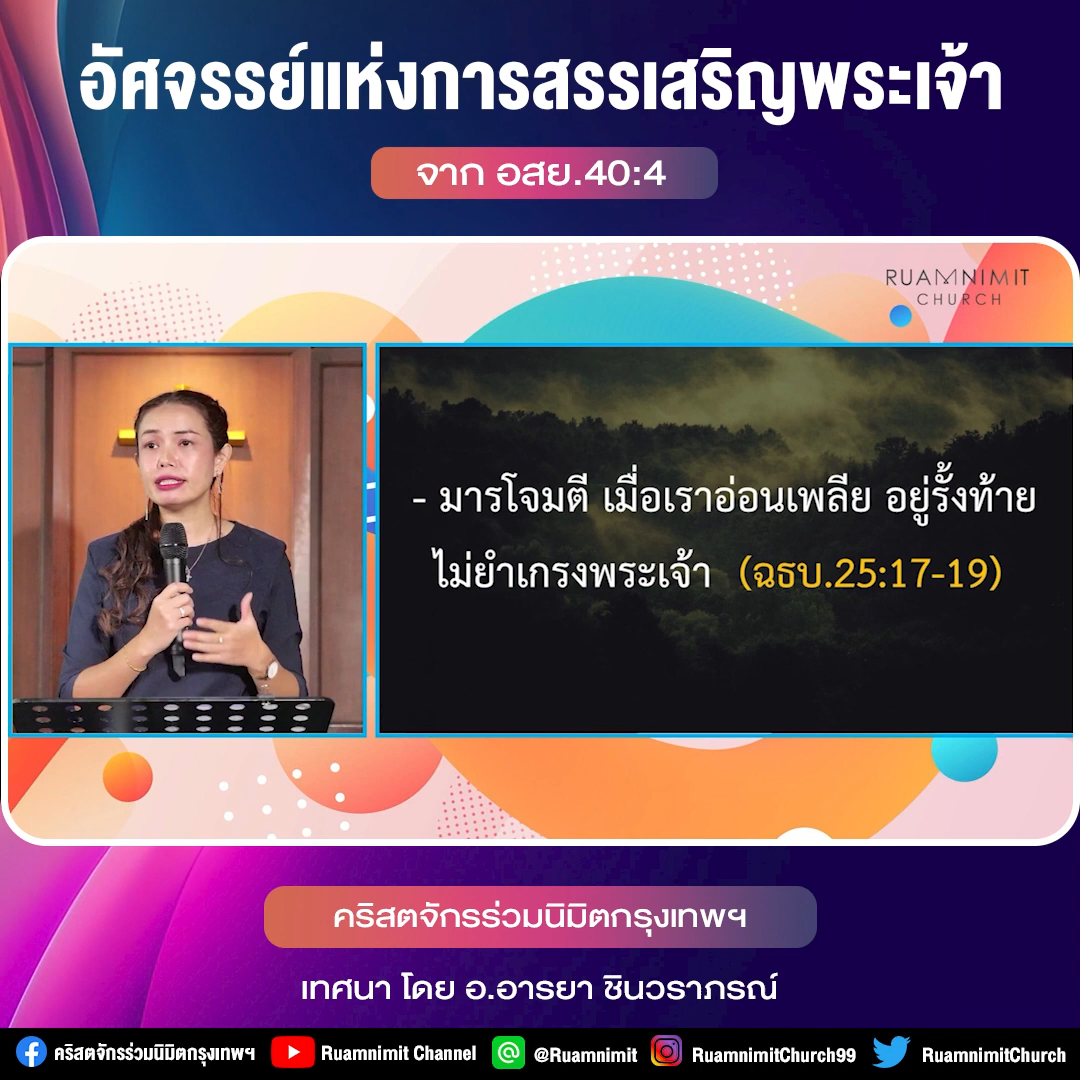 อัศจรรย์แห่งการสรรเสริญพระเจ้า
จาก อสย.40:4
RUAMNIMIT
CHURCH
- มารโจมตี เมื่อเราอ่อนเพลีย อยู่รั้งท้าย
ไม่ยำเกรงพระเจ้า (ฉธบ.25:17-19)
คริสตจักรร่วมนิมิตกรุงเทพฯ
เทศนา โดย อ.อารยา ชินวราภรณ์
คริสตจักรร่วมนิมิตกรุงเทพฯ Ruamnimit Channel @Ruamnimit RuamnimitChurch99 RuamnimitChurch